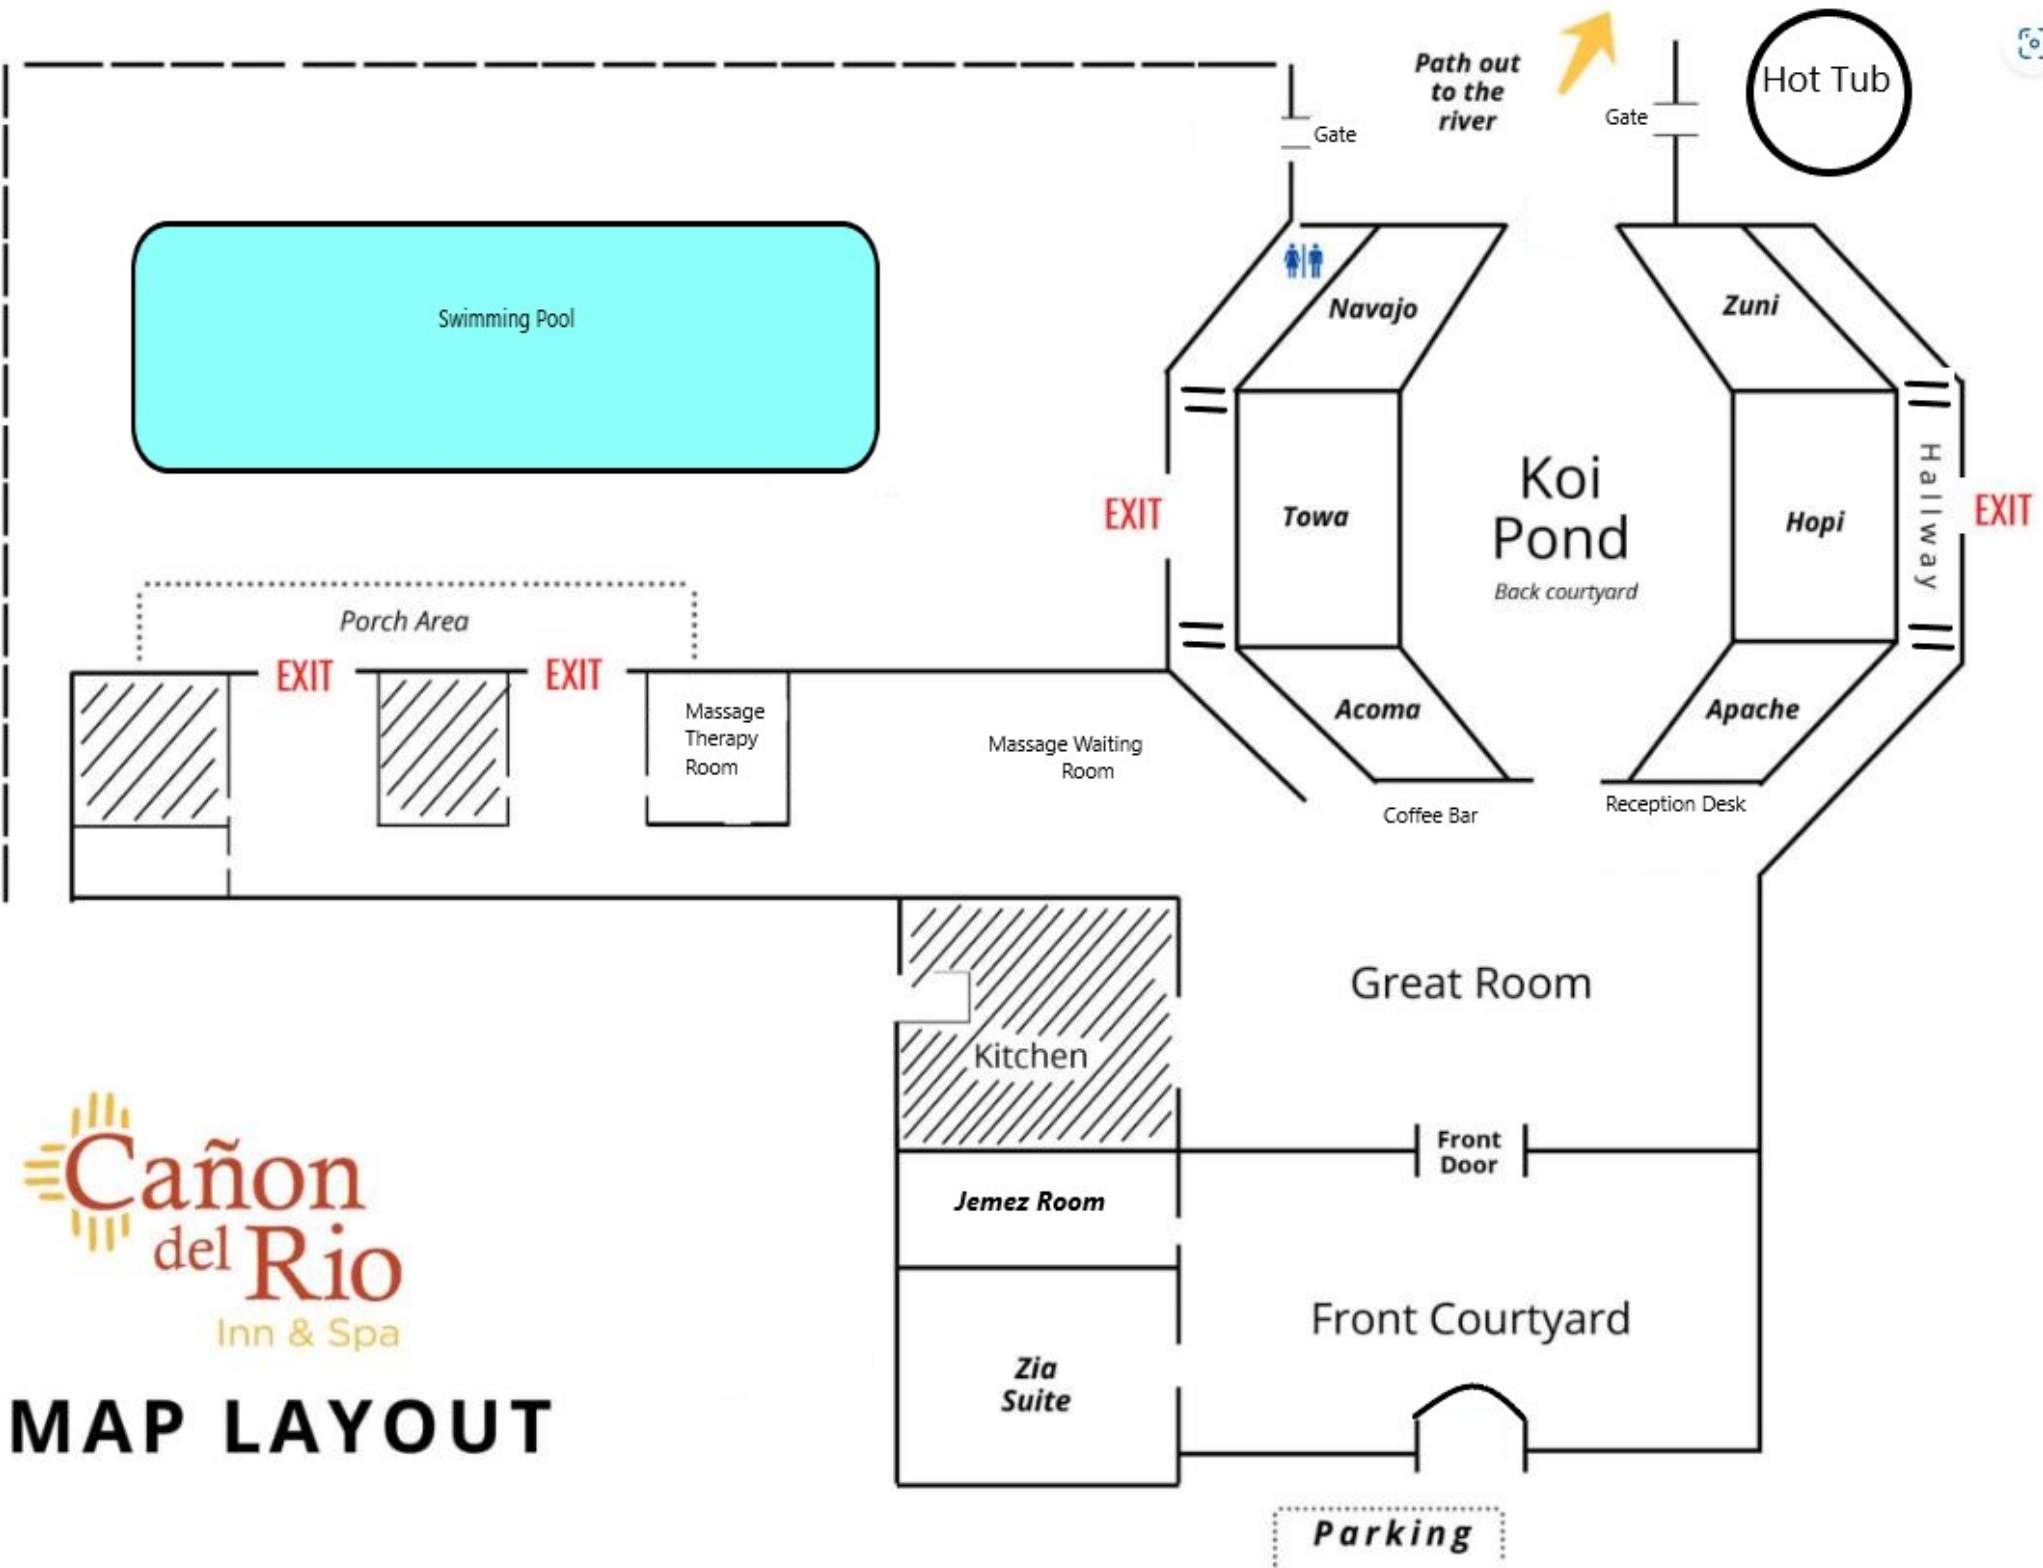 Path out
to the
river
Hot Tub
Gate
Gate
Navajo
Zuni
Swimming Pool
Koi
Pond
Back courtyard
Towa
Hopi
Hallway
EXIT
EXIT
Porch Area
EXIT
EXIT
Massage
Therapy
Room
Massage Waiting
Room
Acoma
Apache
Coffee Bar
Reception Desk
Great Room
Kitchen
Front
Door
Jemez Room
Front Courtyard
Zia
Suite
Parking
Cañon
del Rio
Inn & Spa
MAP LAYOUT